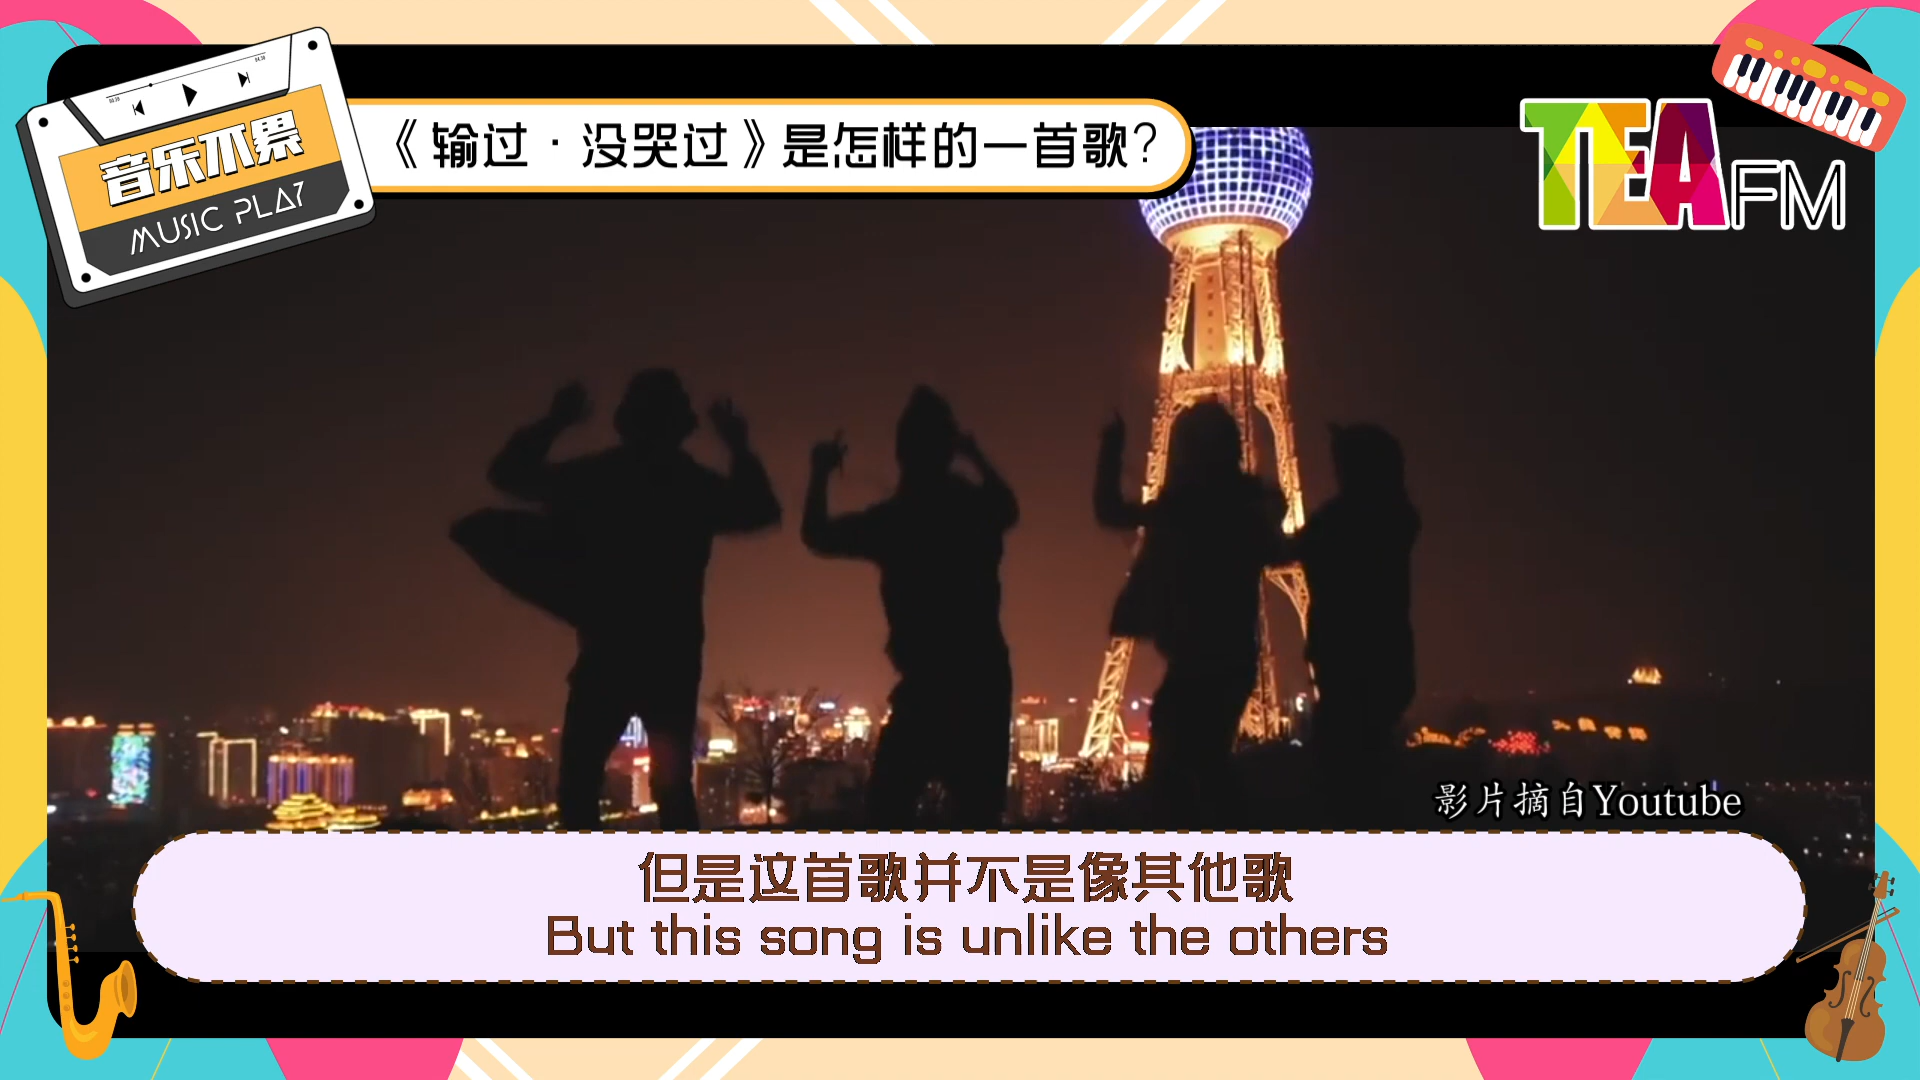 音乐不累
MUSIC PLAY
《输过·没哭过》是怎样的一首歌？
TEA FM
影片摘自Youtube
但是这首歌并不是像其他歌
But this song is unlike the others